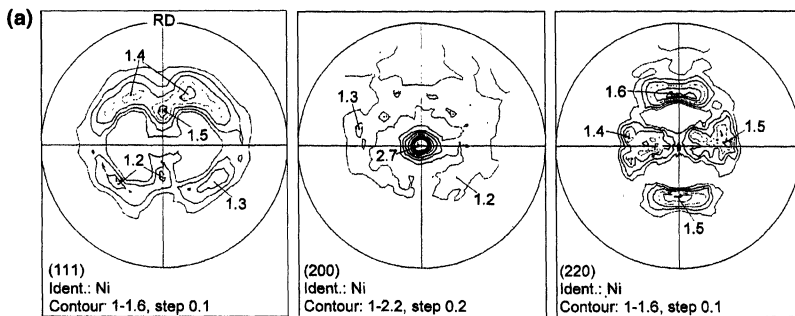 (a)
RD
1.4
1.5
1.2
1.3
(111)
Ident.: Ni
Contour: 1-1.6, step 0.1
1.3
2.7
1.2
(200)
Ident.: Ni
Contour: 1-2.2, step 0.2
1.6
1.4
1.5
1.5
(220)
Ident.: Ni
Contour: 1-1.6, step 0.1